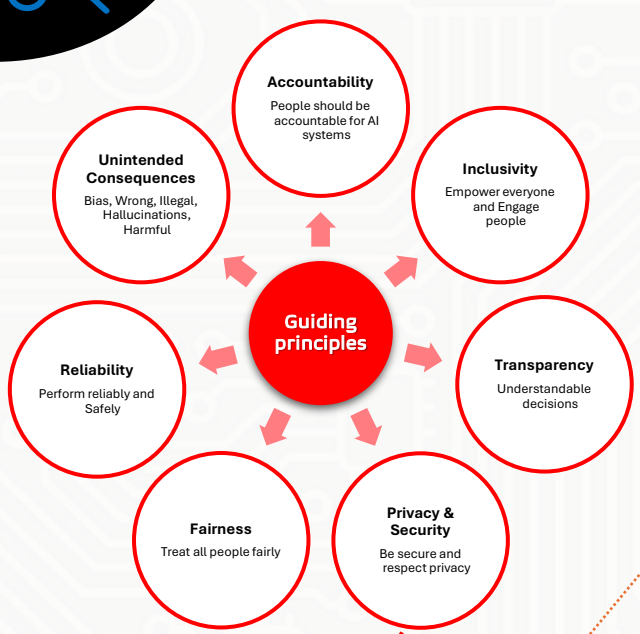 Accountability
People should be
accountable for AI
systems
Unintended
Consequences
Bias, Wrong, Illegal,
Hallucinations,
Harmful
Inclusivity
Empower everyone
and Engage
people
Guiding
principles
Reliability
Perform reliably and
Safely
Transparency
Understandable
decisions
Fairness
Treat all people fairly
Privacy &
Security
Be secure and
respect privacy